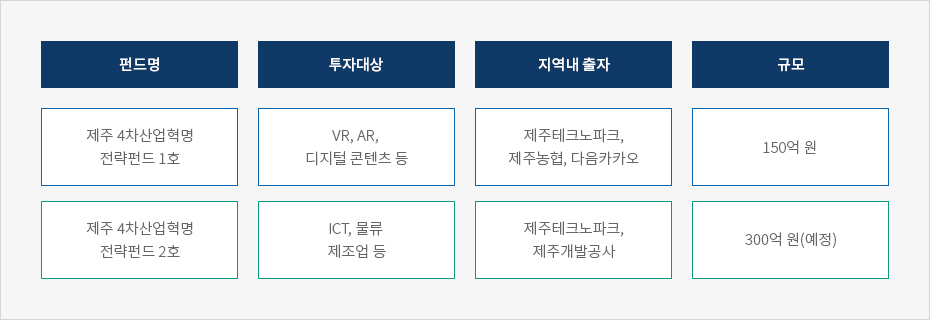 펀드명
투자대상
지역내 출자
규모
제주 4차산업혁명
전략펀드 1호
VR, AR,
디지털 콘텐츠 등
제주테크노파크,
제주농협, 다음카카오
150억 원
제주 4차산업혁명
전략펀드 2호
ICT, 물류
제조업 등
제주테크노파크,
제주개발공사
300억 원(예정)